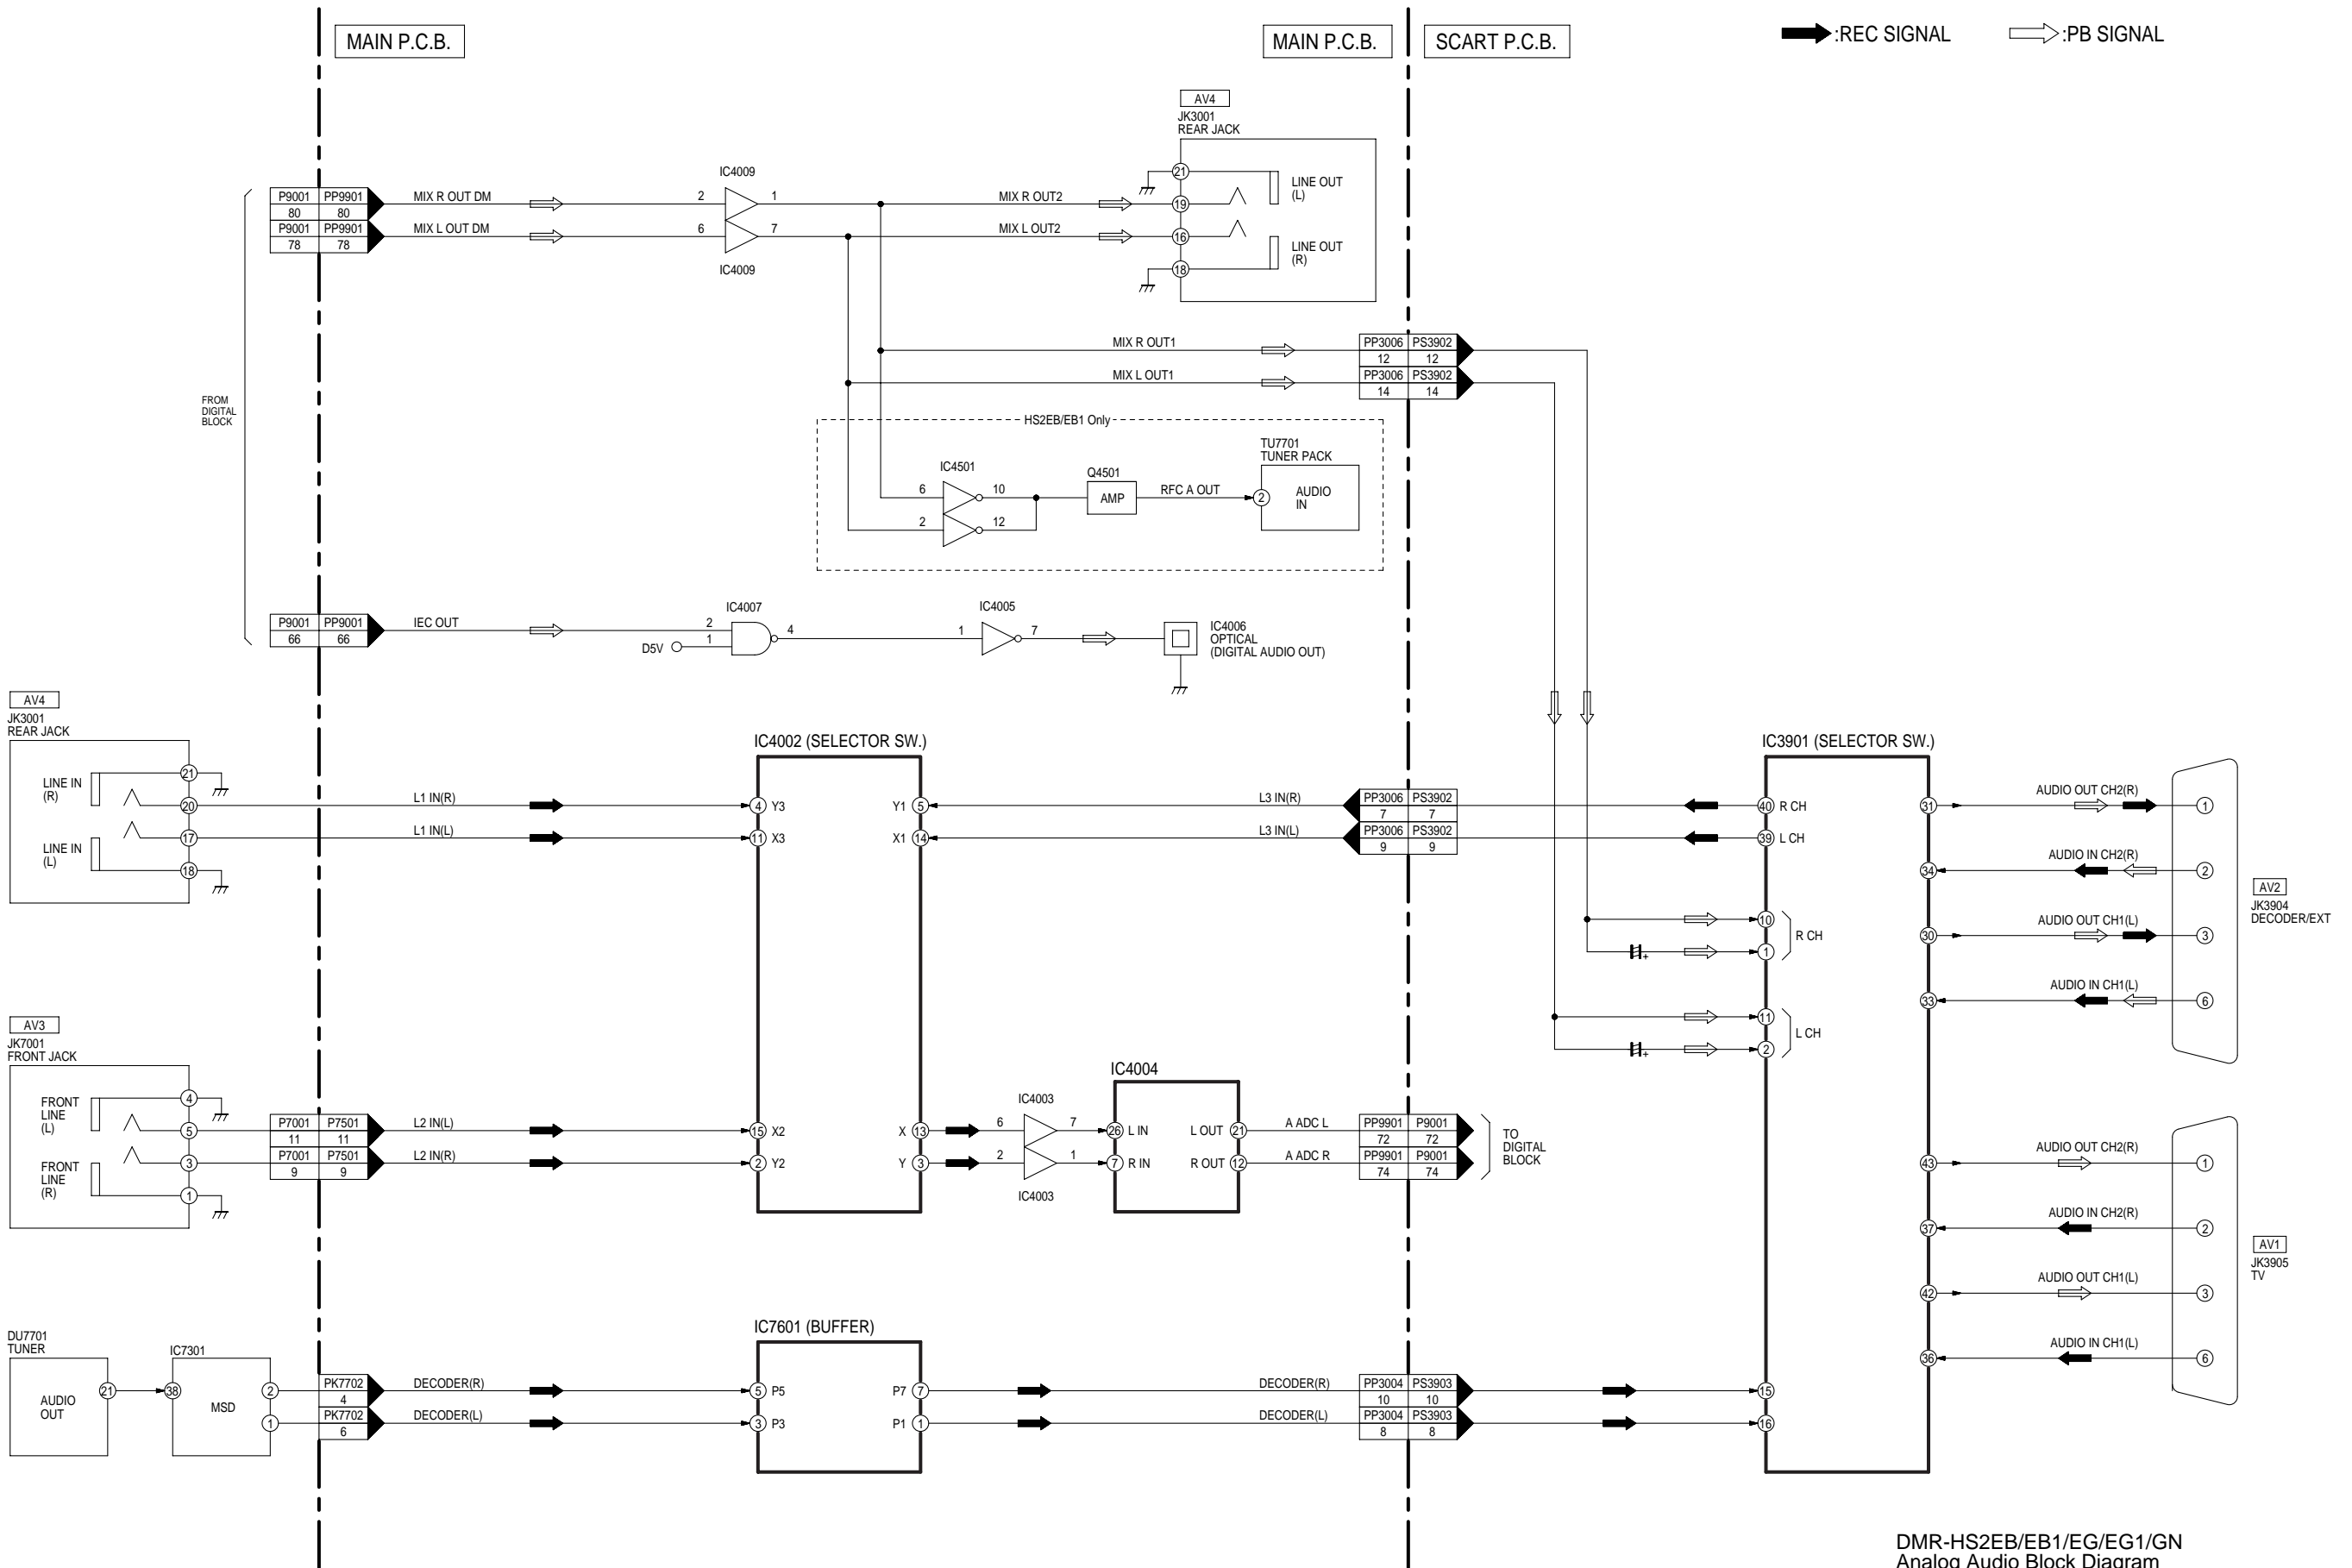 MAIN P.C.B.
MAIN P.C.B.
SCART P.C.B.
:REC SIGNAL
:PB SIGNAL
AV4
JK3001
REAR JACK
21
LINE OUT
(L)
19
16
LINE OUT
(R)
18
IC4009
P9001 PP9901
80 80
MIX R OUT DM
2
1
MIX R OUT2
P9001 PP9901
78 78
MIX L OUT DM
6
7
MIX L OUT2
IC4009
FROM
DIGITAL
BLOCK
MIX R OUT1
PP3006 PS3902
12 12
MIX L OUT1
PP3006 PS3902
14 14
HS2EB/EB1 Only
IC4501
6
10
2
12
Q4501
AMP
RFC A OUT
TU7701
TUNER PACK
2
AUDIO
IN
P9001 PP9001
66 66
IEC OUT
IC4007
2
1
4
D5V
IC4005
1
7
IC4006
OPTICAL
(DIGITAL AUDIO OUT)
AV4
JK3001
REAR JACK
LINE IN
(R)
21
20
17
LINE IN
(L)
18
L1 IN(R)
L1 IN(L)
IC4002 (SELECTOR SW.)
4 Y3
Y1 5
11 X3
X1 14
L3 IN(R)
PP3006 PS3902
7 7
L3 IN(L)
PP3006 PS3902
9 9
IC3901 (SELECTOR SW.)
40 R CH
39 L CH
10
1
R CH
11
2
L CH
31
34
30
33
AUDIO OUT CH2(R)
1
AUDIO IN CH2(R)
2
AUDIO OUT CH1(L)
3
AUDIO IN CH1(L)
6
AV2
JK3904
DECODER/EXT
+
+
AV3
JK7001
FRONT JACK
FRONT
LINE
(L)
4
5
3
FRONT
LINE
(R)
1
P7001 P7501
11 11
L2 IN(L)
P7001 P7501
9 9
L2 IN(R)
15 X2
X 13
2 Y2
Y 3
IC4003
6
7
2
1
IC4003
IC4004
26 L IN
L OUT 21
7 R IN
R OUT 12
A ADC L
PP9901 P9001
72 72
A ADC R
PP9901 P9001
74 74
TO
DIGITAL
BLOCK
43
37
42
36
AUDIO OUT CH2(R)
1
AUDIO IN CH2(R)
2
AUDIO OUT CH1(L)
3
AUDIO IN CH1(L)
6
AV1
JK3905
TV
DU7701
TUNER
AUDIO
OUT
21
IC7301
38
MSD
2
1
PK7702
4
DECODER(R)
PK7702
6
DECODER(L)
IC7601 (BUFFER)
5 P5
P7 7
3 P3
P1 1
DECODER(R)
PP3004 PS3903
10 10
DECODER(L)
PP3004 PS3903
8 8
15
16
DMR-HS2EB/EB1/EG/EG1/GN
Analog Audio Block Diagram